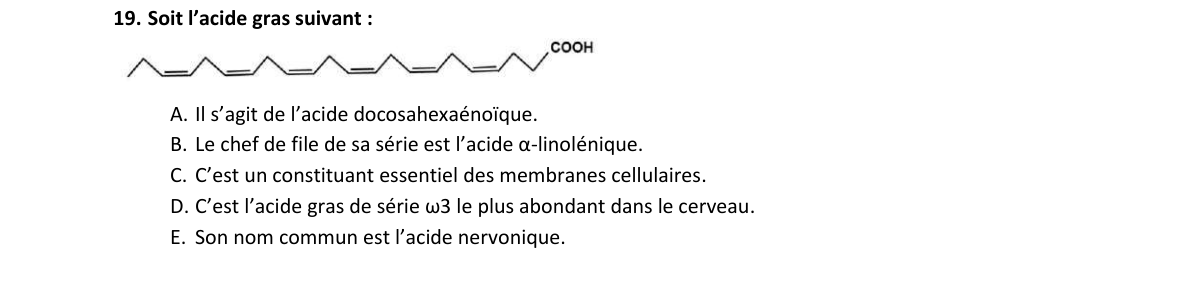 19. Soit l’acide gras suivant :
COOH
A. Il s’agit de l’acide docosahexaénoïque.
B. Le chef de file de sa série est l’acide α-linolénique.
C. C’est un constituant essentiel des membranes cellulaires.
D. C’est l’acide gras de série ω3 le plus abondant dans le cerveau.
E. Son nom commun est l’acide nervonique.